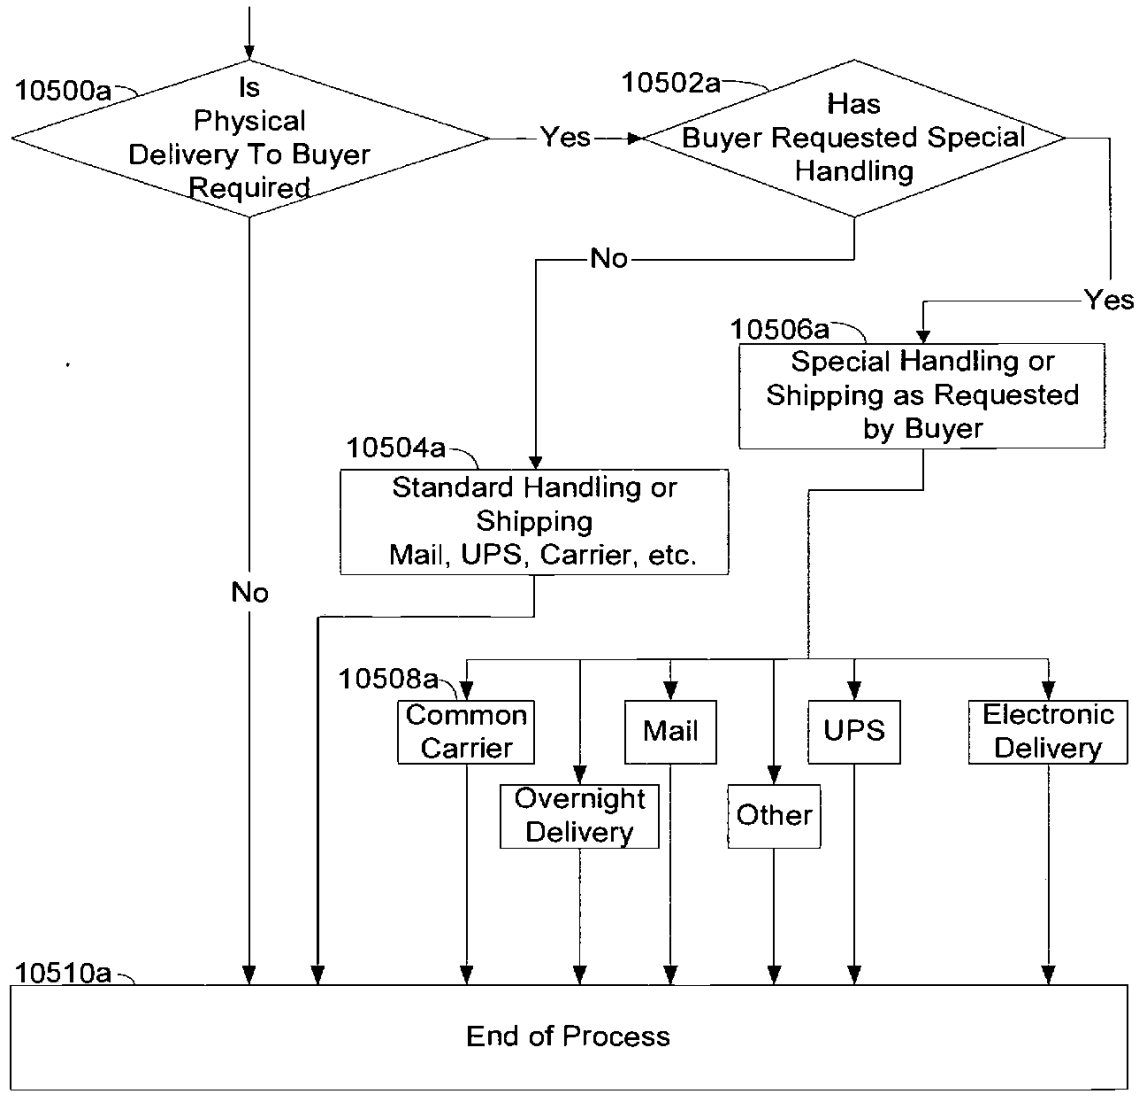 10500a
Is
Physical
Delivery To Buyer
Required
Yes
10502a
Has
Buyer Requested Special
Handling
No
Yes
10506a
Special Handling or
Shipping as Requested
by Buyer
10504a
Standard Handling or
Shipping
Mail, UPS, Carrier, etc.
No
10508a
Common
Carrier
Overnight
Delivery
Mail
Other
UPS
Electronic
Delivery
10510a
End of Process